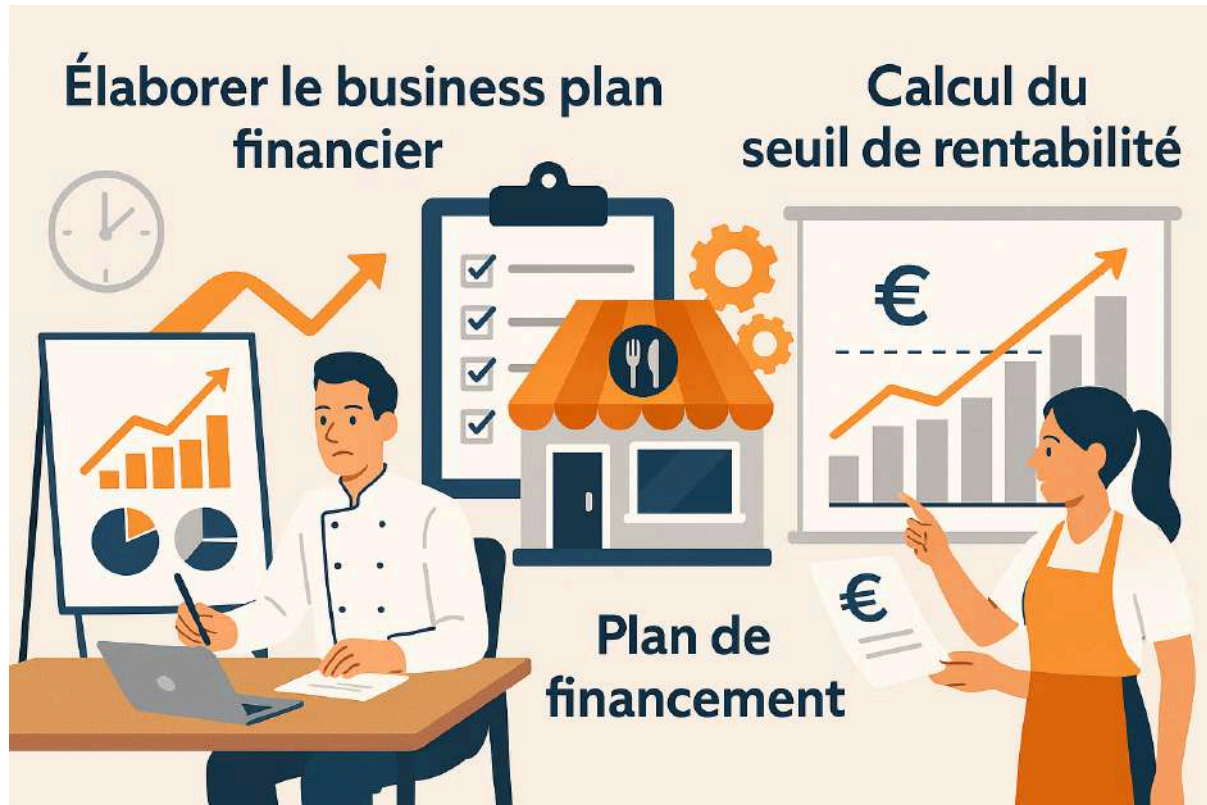 Élaborer le business plan
financier
Calcul du
seuil de rentabilité
€
€
Plan de
financement